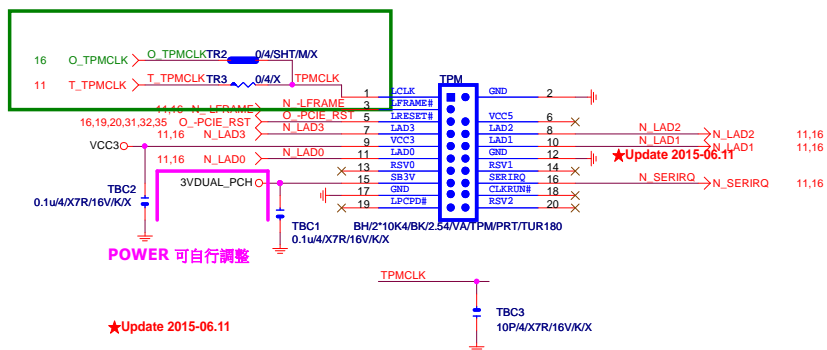 16 O_TPMCLK O_TPMCLK TR2 0/4/SHT/M/X
11 T_TPMCLK T_TPMCLK TR3 0/4/X TPMCLK
TPM
1 LCLK GND 2
11,16 N_-LFRAME N_-LFRAME 3 LFRAME#
16,19,20,31,32,35 O_-PCIE_RST O_-PCIE_RST 5 LRESET# VCC5 6
11,16 N_LAD3 N_LAD3 7 LAD3 LAD2 8 N_LAD2 N_LAD2 11,16
VCC3 9 VCC3 LAD1 10 N_LAD1 N_LAD1 11,16
11,16 N_LAD0 N_LAD0 11 LAD0 GND 12
★Update 2015-06.11
13 RSV0 RSV1 14
3VDUAL_PCH 15 SB3V SERIRQ 16 N_SERIRQ N_SERIRQ 11,16
17 GND CLKRUN# 18
19 LPCPD# RSV2 20
TBC2
0.1u/4/X7R/16V/K/X
TBC1
0.1u/4/X7R/16V/K/X
BH/2*10K4/BK/2.54/VA/TPM/PRT/TUR180
POWER 可自行調整
TPMCLK
TBC3
10P/4/X7R/16V/K/X
★Update 2015-06.11